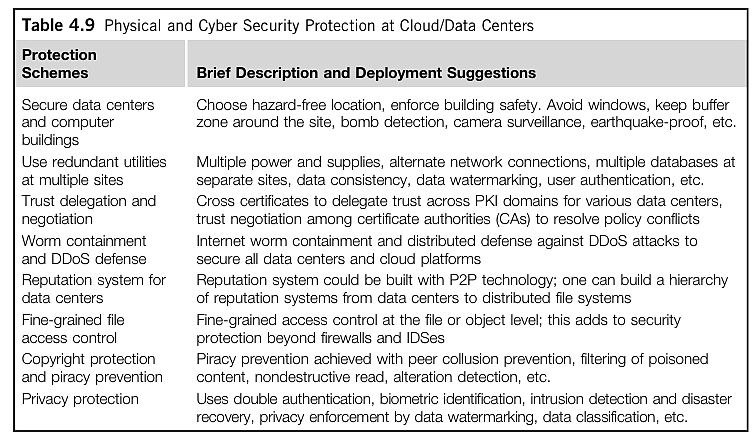 Table 4.9 Physical and Cyber Security Protection at Cloud/Data Centers
Protection
Schemes
Brief Description and Deployment Suggestions
Secure data centers
and computer
buildings
Choose hazard-free location, enforce building safety. Avoid windows, keep buffer
zone around the site, bomb detection, camera surveillance, earthquake-proof, etc.
Use redundant utilities
at multiple sites
Multiple power and supplies, alternate network connections, multiple databases at
separate sites, data consistency, data watermarking, user authentication, etc.
Trust delegation and
negotiation
Cross certificates to delegate trust across PKI domains for various data centers,
trust negotiation among certificate authorities (CAs) to resolve policy conflicts
Worm containment
and DDoS defense
Internet worm containment and distributed defense against DDoS attacks to
secure all data centers and cloud platforms
Reputation system for
data centers
Reputation system could be built with P2P technology; one can build a hierarchy
of reputation systems from data centers to distributed file systems
Fine-grained file
access control
Fine-grained access control at the file or object level; this adds to security
protection beyond firewalls and IDSes
Copyright protection
and piracy prevention
Piracy prevention achieved with peer collusion prevention, filtering of poisoned
content, nondestructive read, alteration detection, etc.
Privacy protection
Uses double authentication, biometric identification, intrusion detection and disaster
recovery, privacy enforcement by data watermarking, data classification, etc.